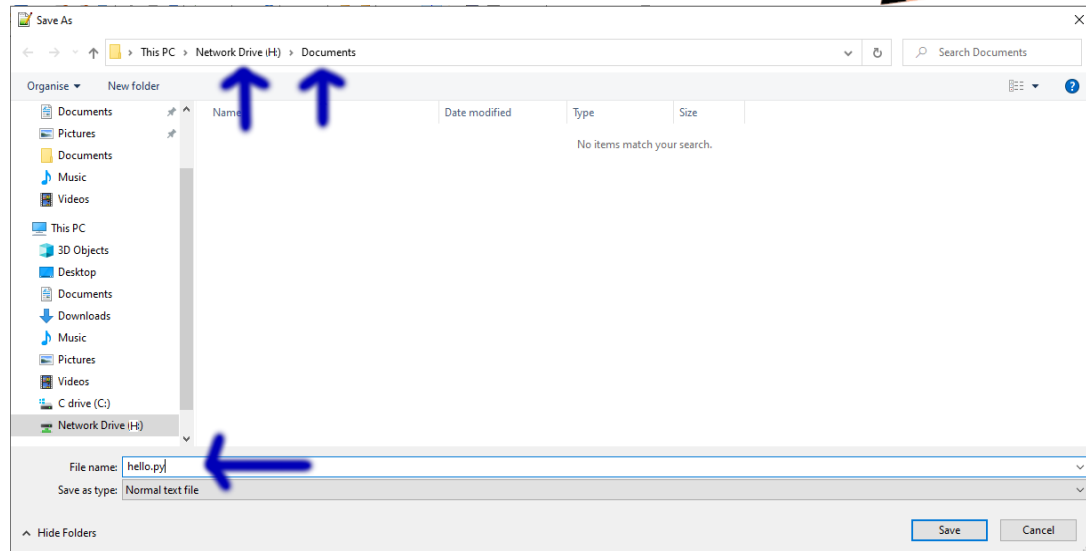 Save As
This PC > Network Drive (H:) > Documents
Search Documents
Organise
New folder
Name
Date modified
Type
Size
No items match your search.
Documents
Pictures
Documents
Music
Videos
This PC
3D Objects
Desktop
Documents
Downloads
Music
Pictures
Videos
C drive (C:)
Network Drive (H:)
File name: hello.py
Save as type: Normal text file
Hide Folders
Save
Cancel